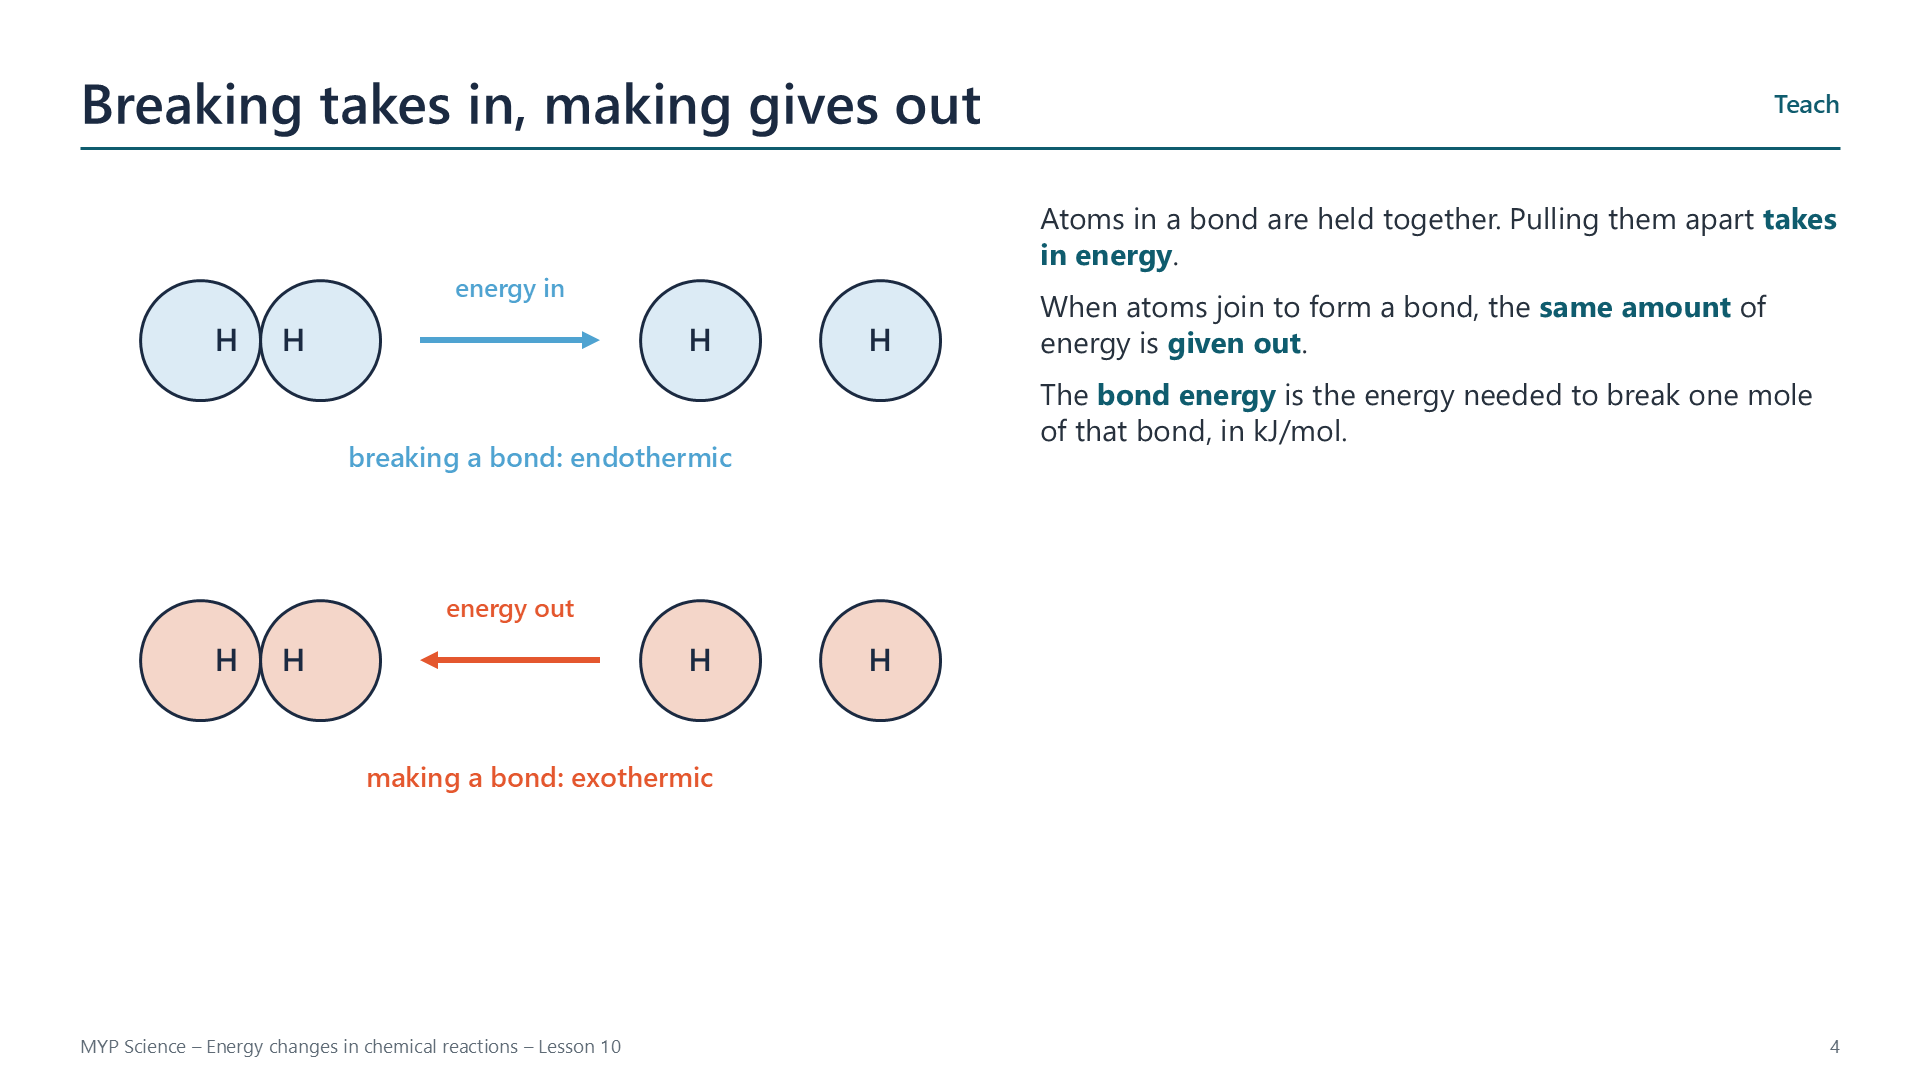 Breaking takes in, making gives out
Teach
energy in
H H H H
breaking a bond: endothermic
energy out
H H H H
making a bond: exothermic
Atoms in a bond are held together. Pulling them apart takes
in energy.
When atoms join to form a bond, the same amount of
energy is given out.
The bond energy is the energy needed to break one mole
of that bond, in kJ/mol.
MYP Science – Energy changes in chemical reactions – Lesson 10
4